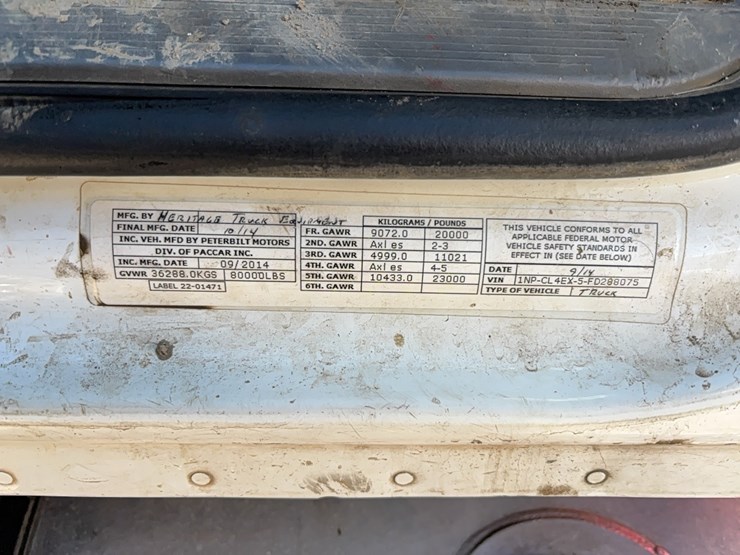 MFG. BY HERITAGE TRUCK EQUIPMENT
FINAL MFG. DATE 10/14
INC. VEH. MFD BY PETERBILT MOTORS
DIV. OF PACCAR INC.
INC. MFG. DATE 09/2014
GVWR 36288.0KGS 80000LBS
LABEL 22-01471
KILOGRAMS / POUNDS
FR. GAWR 9072.0 20000
2ND. GAWR Axles 2-3
3RD. GAWR 4999.0 11021
4TH. GAWR Axles 4-5
5TH. GAWR 10433.0 23000
6TH. GAWR
THIS VEHICLE CONFORMS TO ALL
APPLICABLE FEDERAL MOTOR
VEHICLE SAFETY STANDARDS IN
EFFECT IN (SEE DATE BELOW)
DATE 9/14
VIN 1NP-CL4EX-5-FD288075
TYPE OF VEHICLE TRUCK